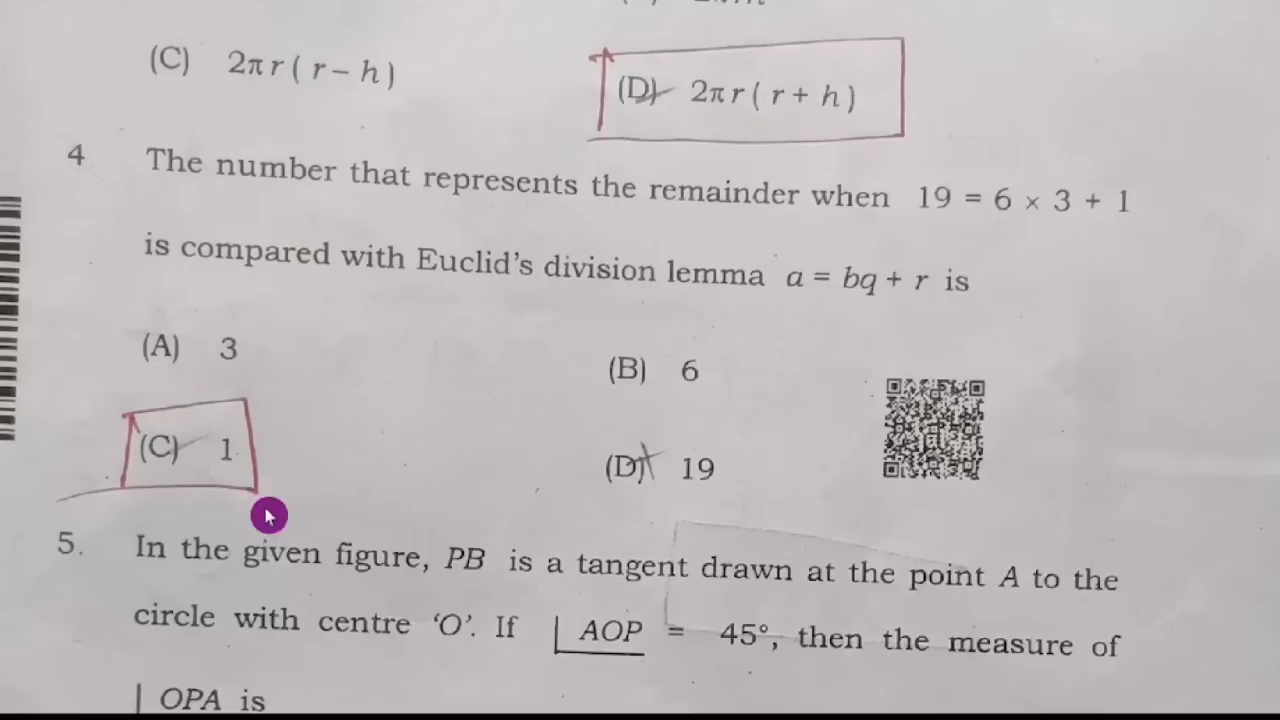 (C) 2πr ( r – h )
(D) 2πr ( r + h )
4 The number that represents the remainder when 19 = 6 × 3 + 1
is compared with Euclid's division lemma a = bq + r is
(A) 3
(B) 6
(C) 1
(D) 19
5. In the given figure, PB is a tangent drawn at the point A to the
circle with centre ‘O’. If ∠AOP = 45°, then the measure of
∠OPA is